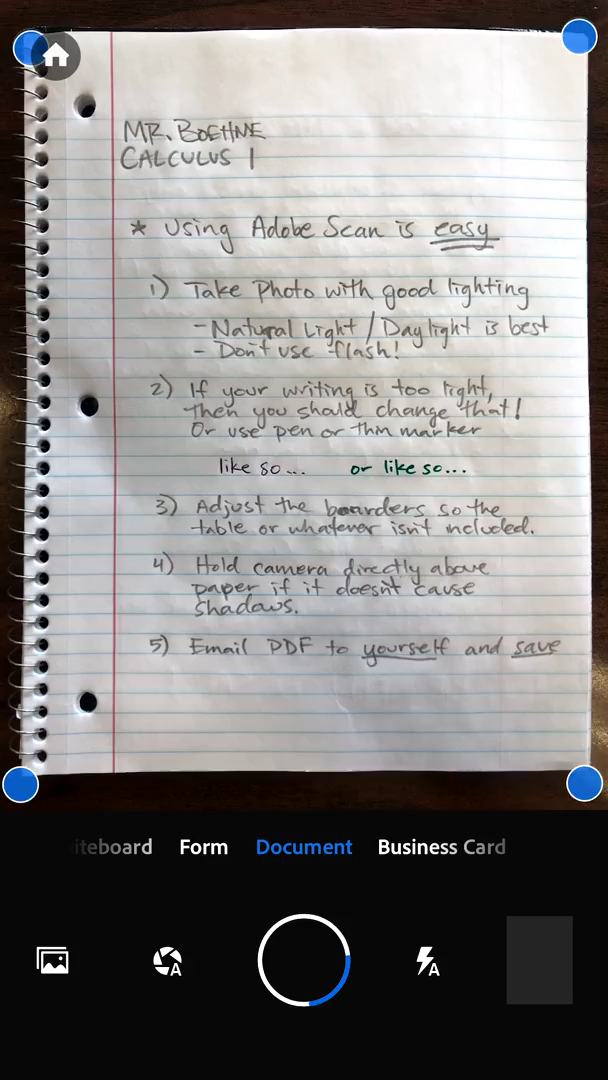 MR. BOEHNE
CALCULUS 1
* Using Adobe Scan is easy
1) Take Photo with good lighting
- Natural Light / Daylight is best
- Don't use flash!
2) If your writing is too light,
then you should change that!
Or use pen or thin marker
like so... or like so...
3) Adjust the boarders so the
table or whatever isn't included.
4) Hold camera directly above
paper if it doesn't cause
shadows.
5) Email PDF to yourself and save
iteboard Form Document Business Card
A A